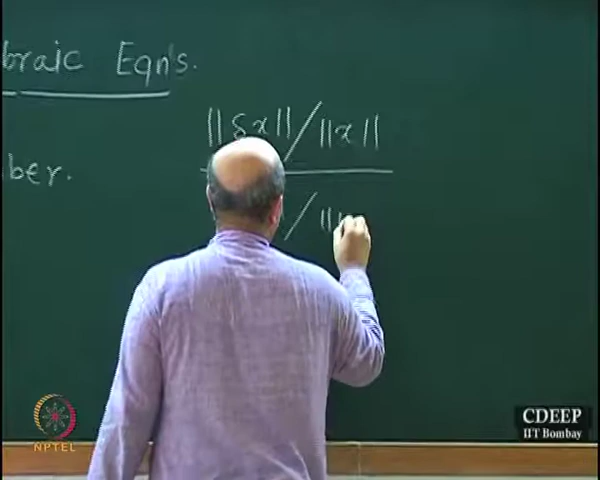 braic Eqn's.
ber.
||δx|| / ||x||
/ ||
NPTEL
CDEEP
IIT Bombay